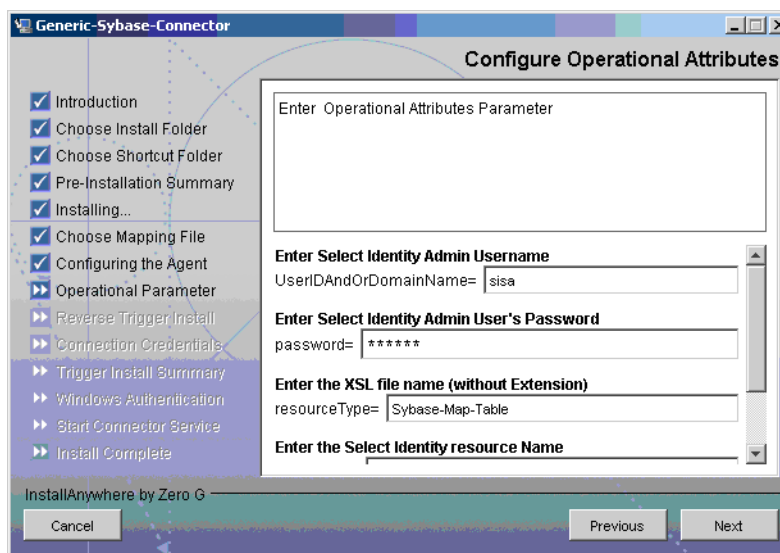 Generic-Sybase-Connector
Configure Operational Attributes
Introduction
Choose Install Folder
Choose Shortcut Folder
Pre-Installation Summary
Installing...
Choose Mapping File
Configuring the Agent
Operational Parameter
Reverse Trigger Install
Connection Credentials
Trigger Install Summary
Windows Authentication
Start Connector Service
Install Complete
Enter Operational Attributes Parameter
Enter Select Identity Admin Username
UserIDAndOrDomainName= sisa
Enter Select Identity Admin User's Password
password= ******
Enter the XSL file name (without Extension)
resourceType= Sybase-Map-Table
Enter the Select Identity resource Name
InstallAnywhere by Zero G
Cancel
Previous
Next